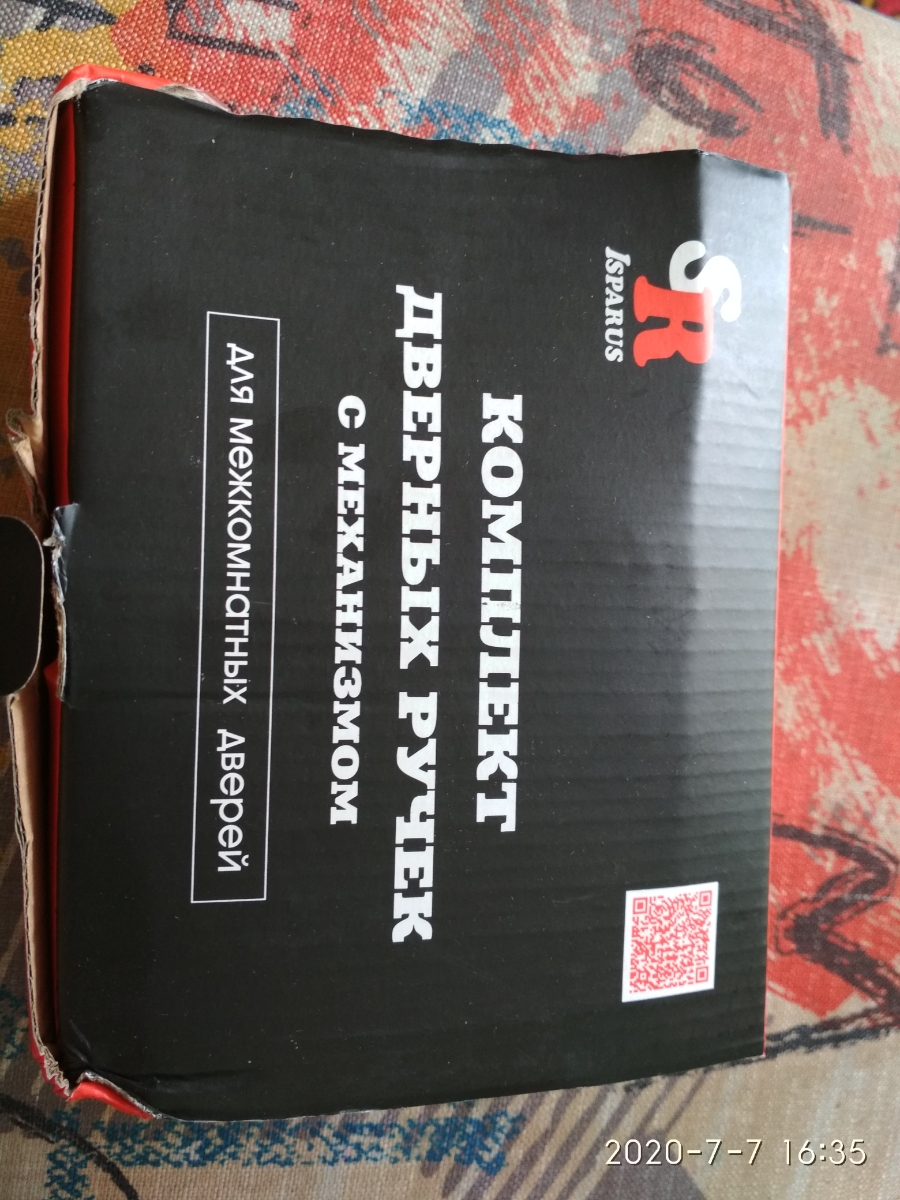 SR
ISPARUS
КОМПЛЕКТ
ДВЕРНЫХ РУЧЕК
С МЕХАНИЗМОМ
для межкомнатных дверей
2020-7-7 16:35